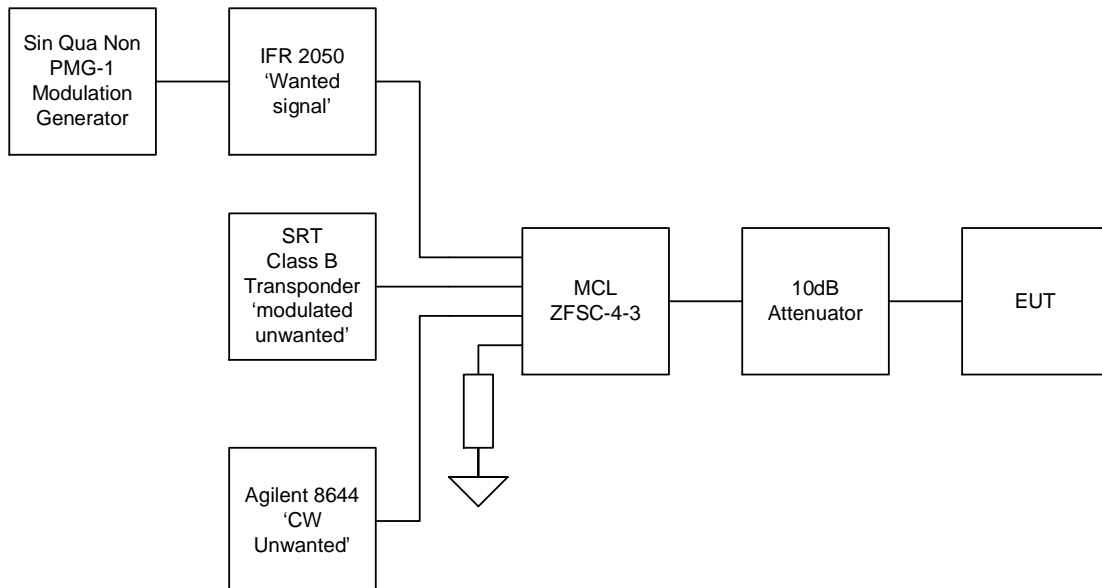 Sin Qua Non
PMG-1
Modulation
Generator
IFR 2050
‘Wanted
signal’
SRT
Class B
Transponder
‘modulated
unwanted’
MCL
ZFSC-4-3
10dB
Attenuator
EUT
Agilent 8644
‘CW
Unwanted’